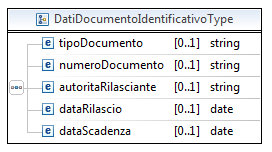 DatiDocumentoIdentificativoType
e tipoDocumento [0..1] string
e numeroDocumento [0..1] string
e autoritaRilasciante [0..1] string
e dataRilascio [0..1] date
e dataScadenza [0..1] date